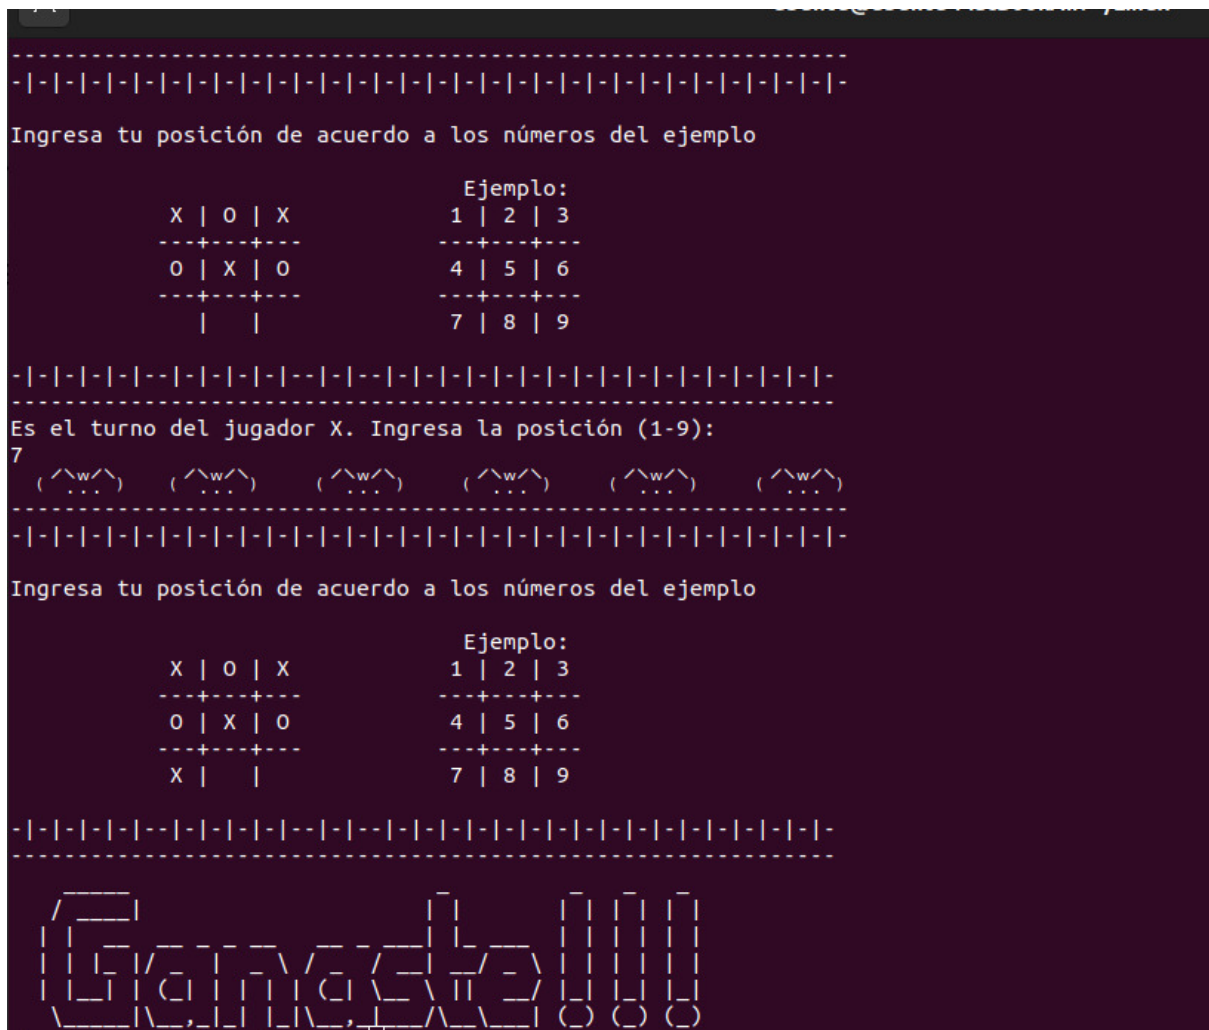 -|-|-|-|-|-|-|-|-|-|-|-|-|-|-|-|-|-|-|-|-|-|-|-|-|-|-|-|-|-|-|-
Ingresa tu posición de acuerdo a los números del ejemplo
Ejemplo:
X | O | X 1 | 2 | 3
---+---+--- ---+---+---
O | X | O 4 | 5 | 6
---+---+--- ---+---+---
| | 7 | 8 | 9
-|-|-|-|-|--|-|-|-|-|--|-|--|-|-|-|-|-|-|-|-|-|-|-|-|-|-|-|-|-
Es el turno del jugador X. Ingresa la posición (1-9):
7
-|-|-|-|-|-|-|-|-|-|-|-|-|-|-|-|-|-|-|-|-|-|-|-|-|-|-|-|-|-|-|-
Ingresa tu posición de acuerdo a los números del ejemplo
Ejemplo:
X | O | X 1 | 2 | 3
---+---+--- ---+---+---
O | X | O 4 | 5 | 6
---+---+--- ---+---+---
X | | 7 | 8 | 9
-|-|-|-|-|--|-|-|-|-|--|-|--|-|-|-|-|-|-|-|-|-|-|-|-|-|-|-|-|-
Ganaste!!!